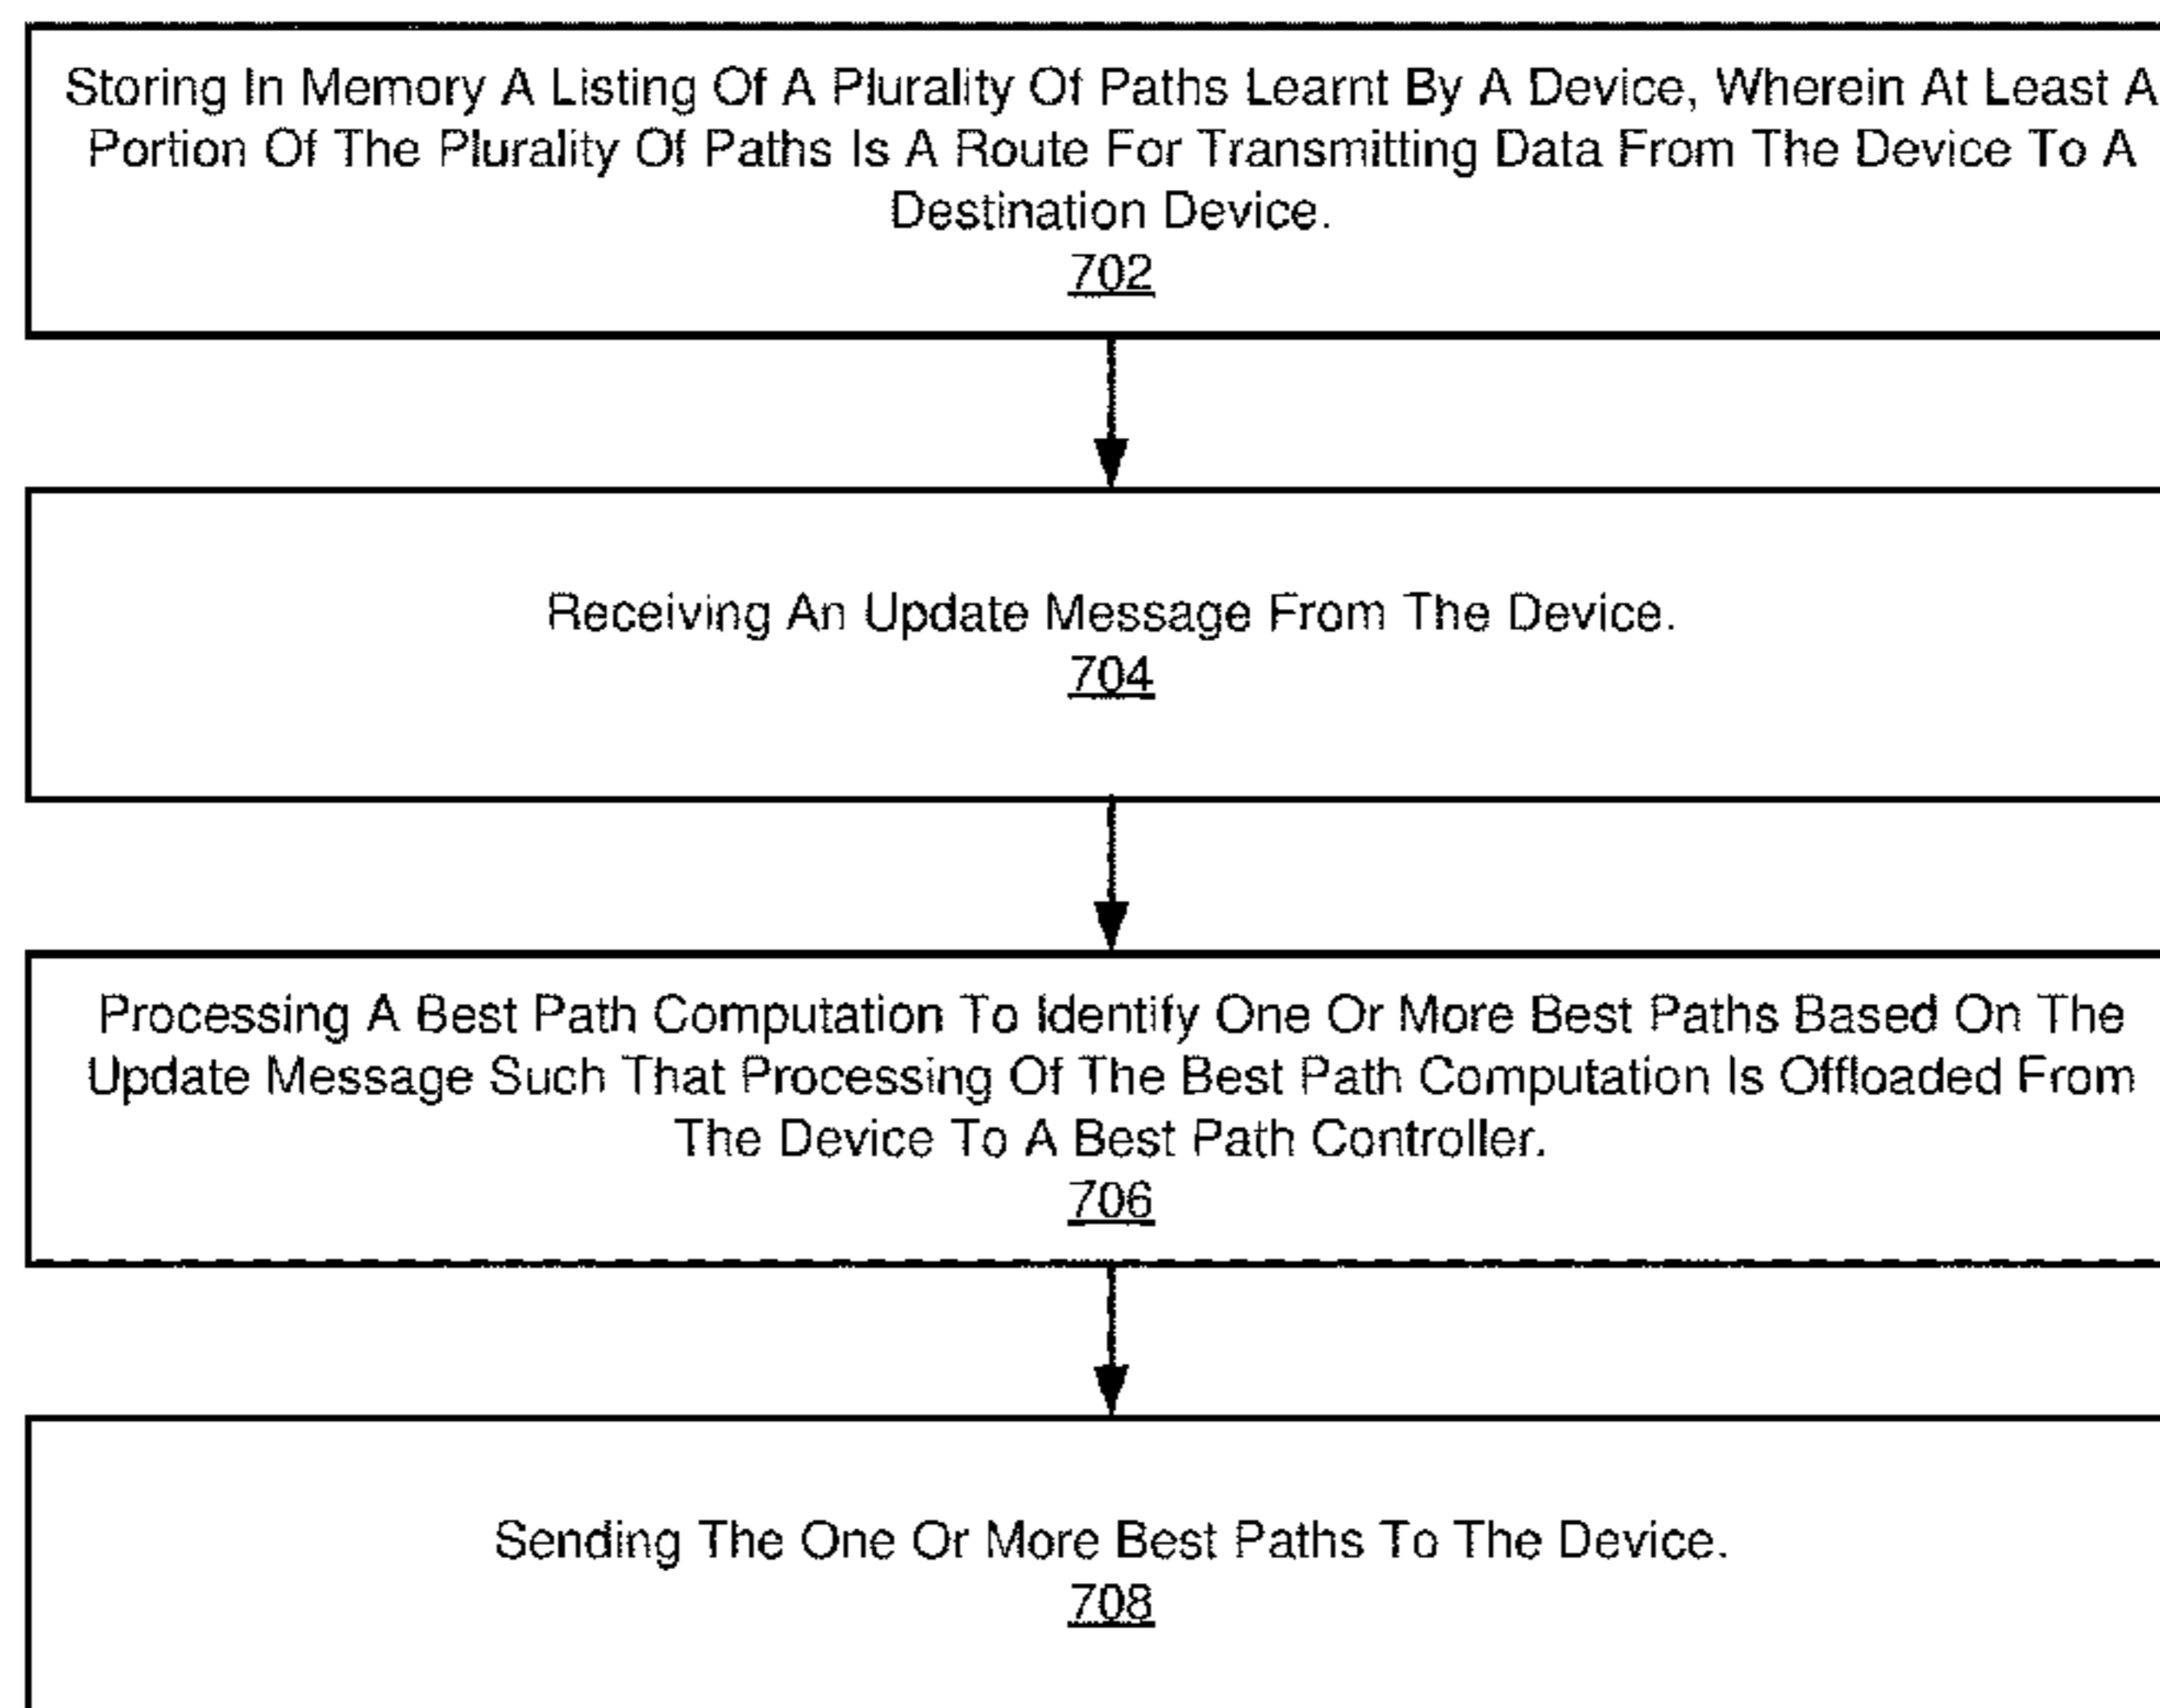 Storing In Memory A Listing Of A Plurality Of Paths Learnt By A Device, Wherein At Least A
Portion Of The Plurality Of Paths Is A Route For Transmitting Data From The Device To A
Destination Device.
702
Receiving An Update Message From The Device.
704
Processing A Best Path Computation To Identify One Or More Best Paths Based On The
Update Message Such That Processing Of The Best Path Computation Is Offloaded From
The Device To A Best Path Controller.
706
Sending The One Or More Best Paths To The Device.
708